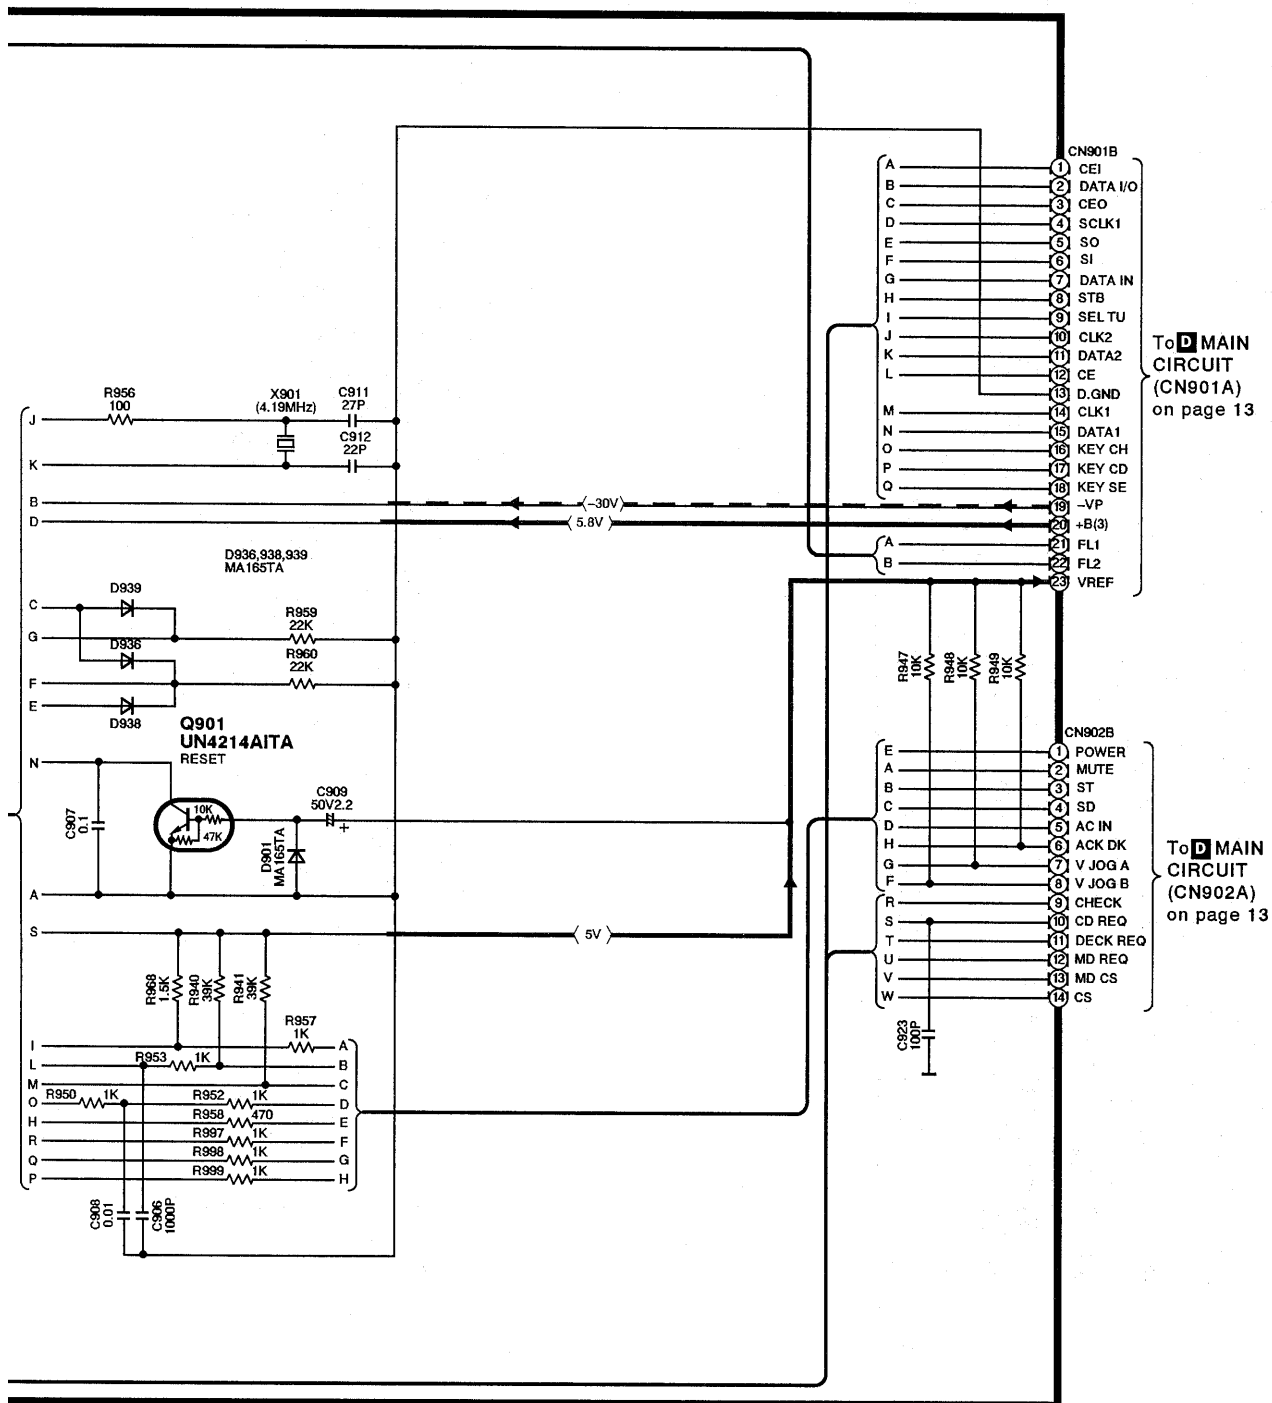 CN901B
A 1 CEI
B 2 DATA I/O
C 3 CEO
D 4 SCLK1
E 5 SO
F 6 SI
G 7 DATA IN
H 8 STB
I 9 SEL TU
J 10 CLK2
K 11 DATA2
L 12 CE
13 D.GND
M 14 CLK1
N 15 DATA1
O 16 KEY CH
P 17 KEY CD
Q 18 KEY SE
19 –VP
20 +B(3)
A 21 FL1
B 22 FL2
23 VREF
To D MAIN
CIRCUIT
(CN901A)
on page 13
R956
100
X901
(4.19MHz)
C911
27P
C912
22P
J
K
B
–30V
D
5.8V
D936,938,939
MA165TA
D939
C
G
D936
F
E
D938
R959
22K
R960
22K
R947
10K
R948
10K
R949
10K
Q901
UN4214AITA
RESET
N
C907
0.1
10K
47K
C909
50V2.2
+
D901
MA165TA
A
S
5V
CN902B
E 1 POWER
A 2 MUTE
B 3 ST
C 4 SD
D 5 AC IN
H 6 ACK DK
G 7 V JOG A
F 8 V JOG B
R 9 CHECK
S 10 CD REQ
T 11 DECK REQ
U 12 MD REQ
V 13 MD CS
W 14 CS
To D MAIN
CIRCUIT
(CN902A)
on page 13
C923
100P
R968
1.5K
R940
39K
R941
39K
R957
1K
I A
L R953 1K B
M C
O R950 1K R952 1K D
H R958 470 E
R R997 1K F
Q R998 1K G
P R999 1K H
C908
0.01
C906
1000P